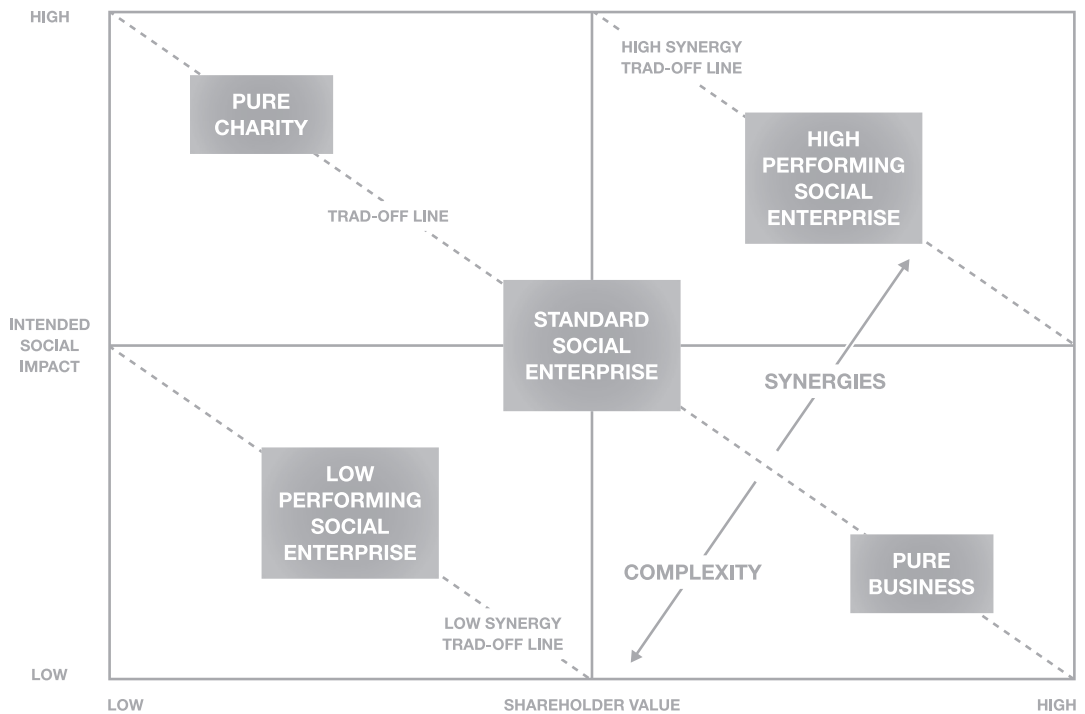 HIGH
HIGH SYNERGY
TRAD-OFF LINE
PURE
CHARITY
HIGH
PERFORMING
SOCIAL
ENTERPRISE
TRAD-OFF LINE
INTENDED
SOCIAL
IMPACT
STANDARD
SOCIAL
ENTERPRISE
SYNERGIES
LOW
PERFORMING
SOCIAL
ENTERPRISE
COMPLEXITY
PURE
BUSINESS
LOW SYNERGY
TRAD-OFF LINE
LOW
LOW
SHAREHOLDER VALUE
HIGH